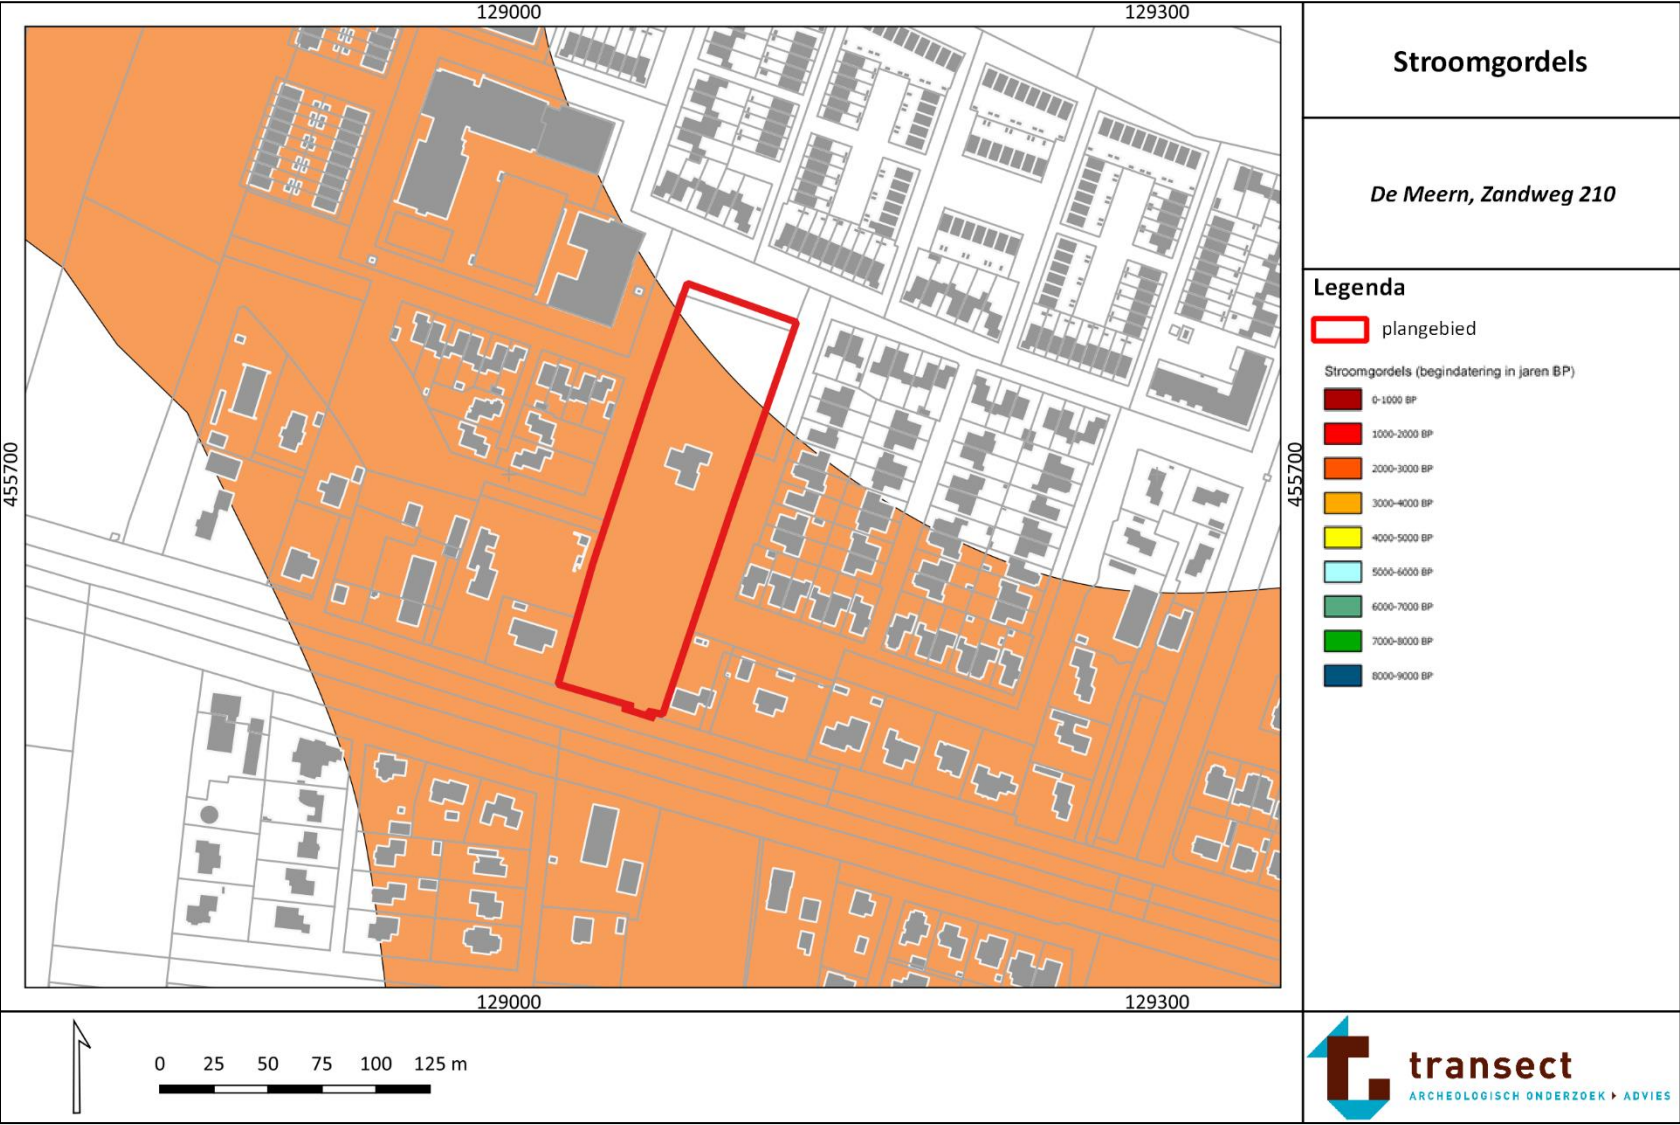 129000 129300
455700 455700
129000 129300
0 25 50 75 100 125 m
Stroomgordels
De Meern, Zandweg 210
Legenda
plangebied
Stroomgordels (begindatering in jaren BP)
0-1000 BP
1000-2000 BP
2000-3000 BP
3000-4000 BP
4000-5000 BP
5000-6000 BP
6000-7000 BP
7000-8000 BP
8000-9000 BP
transect
ARCHEOLOGISCH ONDERZOEK ▸ ADVIES